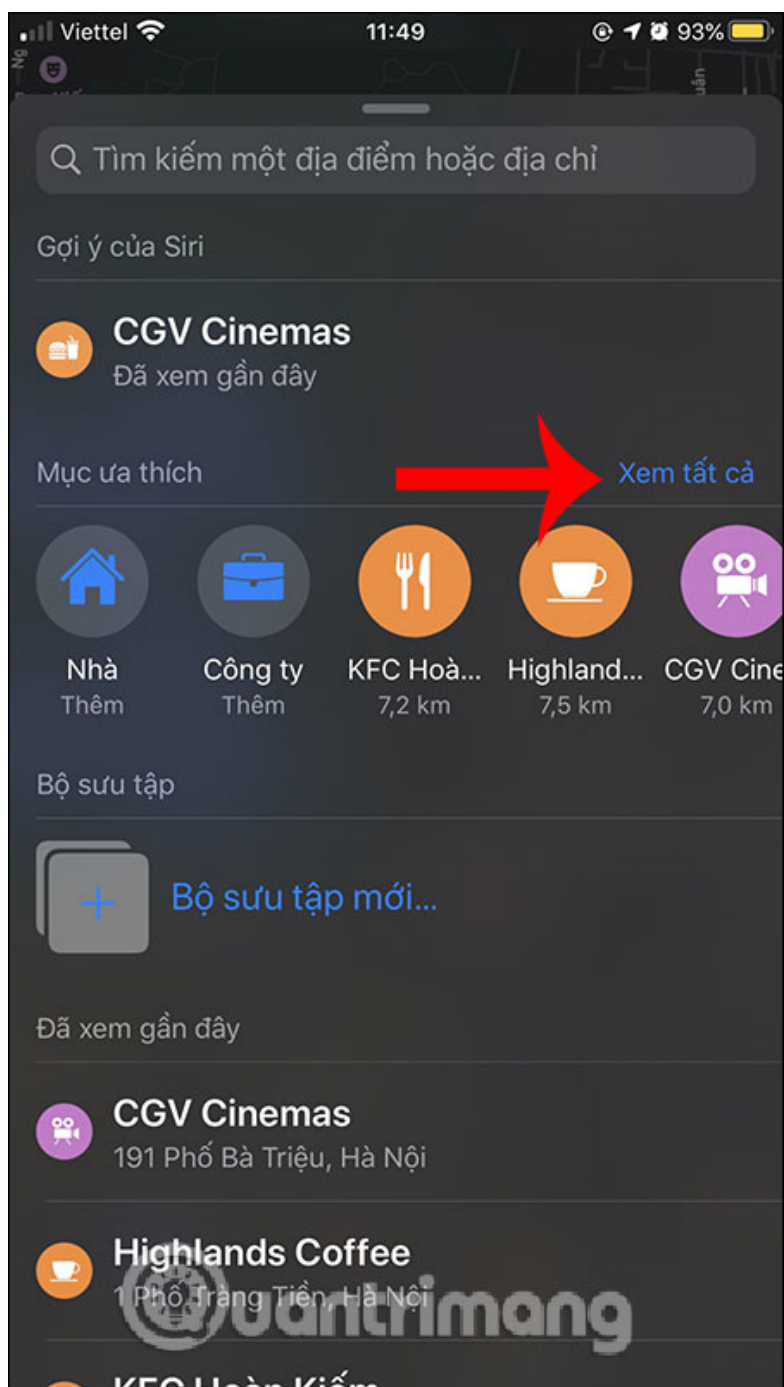 Viettel 11:49 93%
Tìm kiếm một địa điểm hoặc địa chỉ
Gợi ý của Siri
CGV Cinemas
Đã xem gần đây
Mục ưa thích Xem tất cả
Nhà Công ty KFC Hoà... Highland... CGV Cine
Thêm Thêm 7,2 km 7,5 km 7,0 km
Bộ sưu tập
Bộ sưu tập mới...
Đã xem gần đây
CGV Cinemas
191 Phố Bà Triệu, Hà Nội
Highlands Coffee
1 Phố Tràng Tiền, Hà Nội
Quantrimang
KFC Hoàn Kiếm